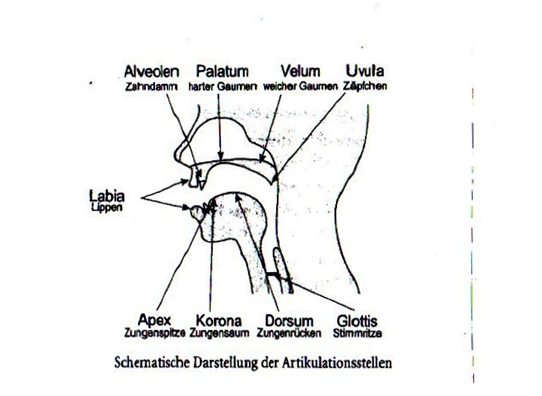 Alveolen Palatum Velum Uvula
Zahndamm harter Gaumen weicher Gaumen Zäpfchen
Labia
Lippen
Apex Korona Dorsum Glottis
Zungenspitze Zungensaum Zungenrücken Stimmritze
Schematische Darstellung der Artikulationsstellen